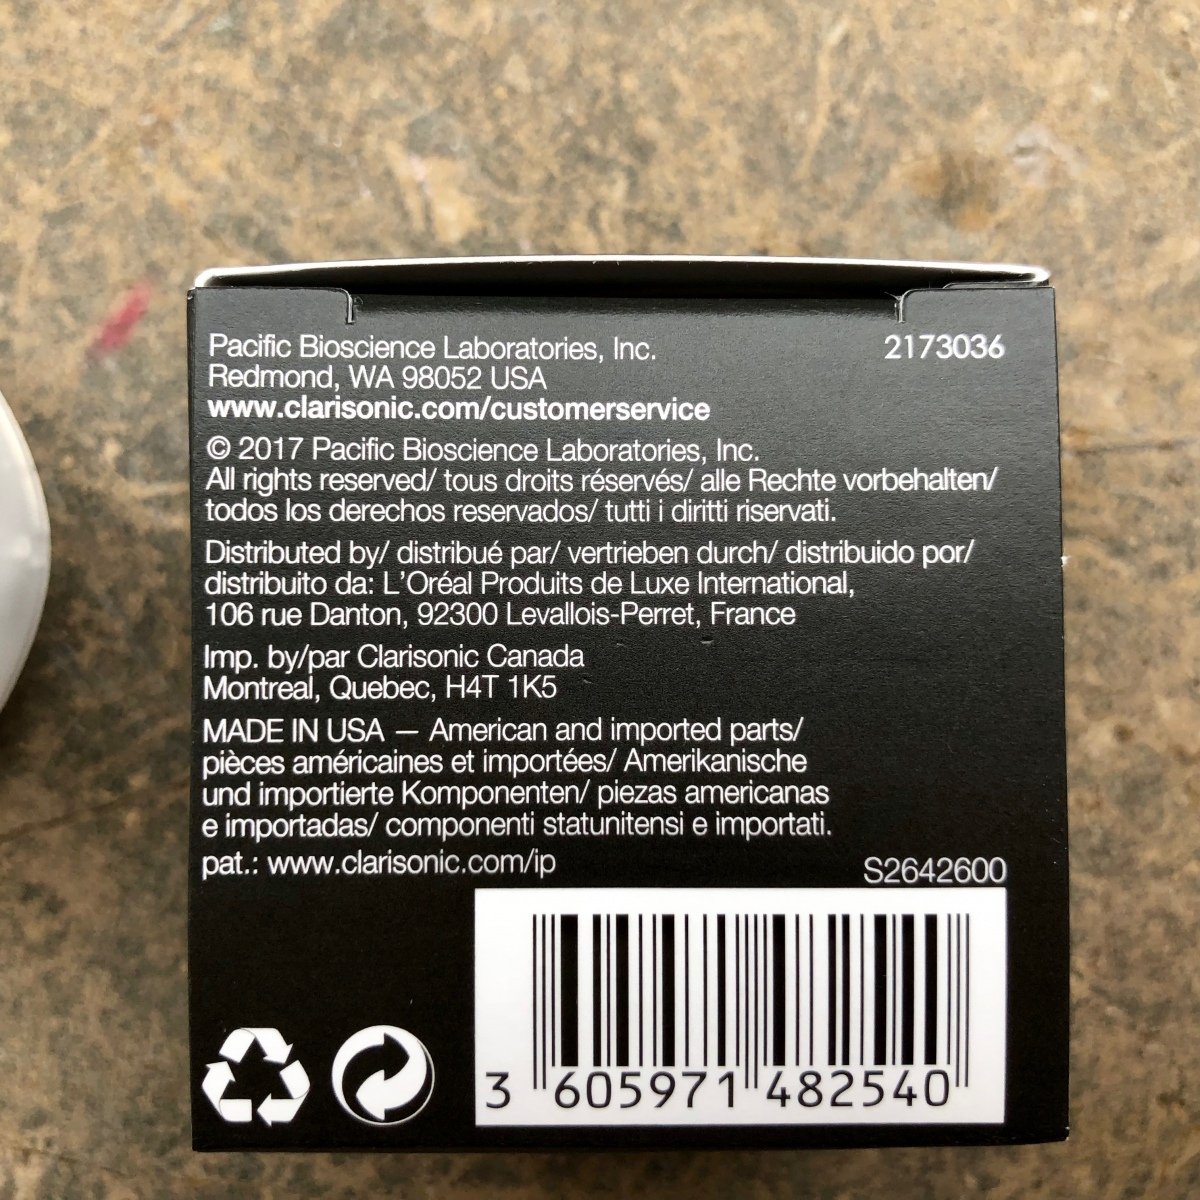 Pacific Bioscience Laboratories, Inc. 2173036
Redmond, WA 98052 USA
www.clarisonic.com/customerservice
© 2017 Pacific Bioscience Laboratories, Inc.
All rights reserved/ tous droits réservés/ alle Rechte vorbehalten/
todos los derechos reservados/ tutti i diritti riservati.
Distributed by/ distribué par/ vertrieben durch/ distribuido por/
distribuito da: L'Oréal Produits de Luxe International,
106 rue Danton, 92300 Levallois-Perret, France
Imp. by/par Clarisonic Canada
Montreal, Quebec, H4T 1K5
MADE IN USA — American and imported parts/
pièces américaines et importées/ Amerikanische
und importierte Komponenten/ piezas americanas
e importadas/ componenti statunitensi e importati.
pat.: www.clarisonic.com/ip
S2642600
3 605971 482540